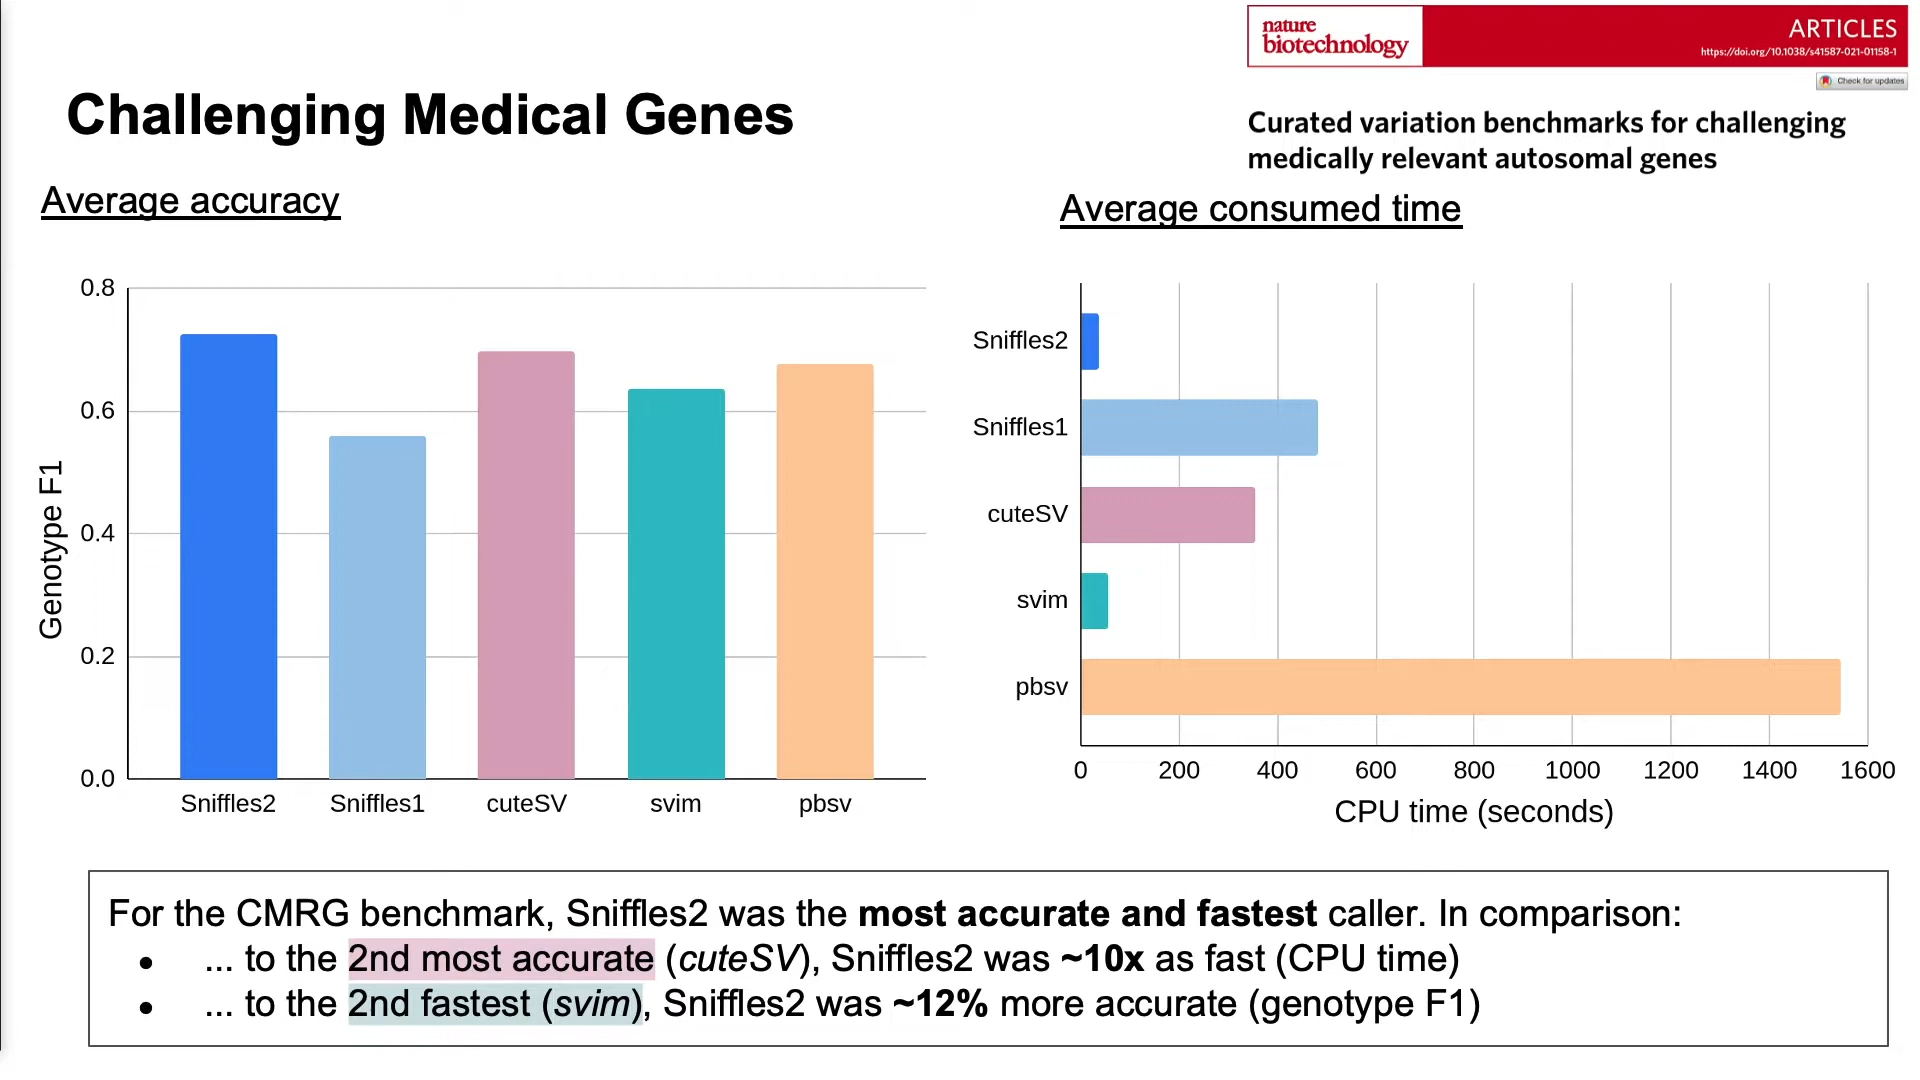 nature
biotechnology
ARTICLES
https://doi.org/10.1038/s41587-021-01158-1
Check for updates
Challenging Medical Genes
Curated variation benchmarks for challenging
medically relevant autosomal genes
Average accuracy
Genotype F1
0.8
0.6
0.4
0.2
0.0
Sniffles2
Sniffles1
cuteSV
svim
pbsv
Average consumed time
Sniffles2
Sniffles1
cuteSV
svim
pbsv
0 200 400 600 800 1000 1200 1400 1600
CPU time (seconds)
For the CMRG benchmark, Sniffles2 was the most accurate and fastest caller. In comparison:
● ... to the 2nd most accurate (cuteSV), Sniffles2 was ~10x as fast (CPU time)
● ... to the 2nd fastest (svim), Sniffles2 was ~12% more accurate (genotype F1)